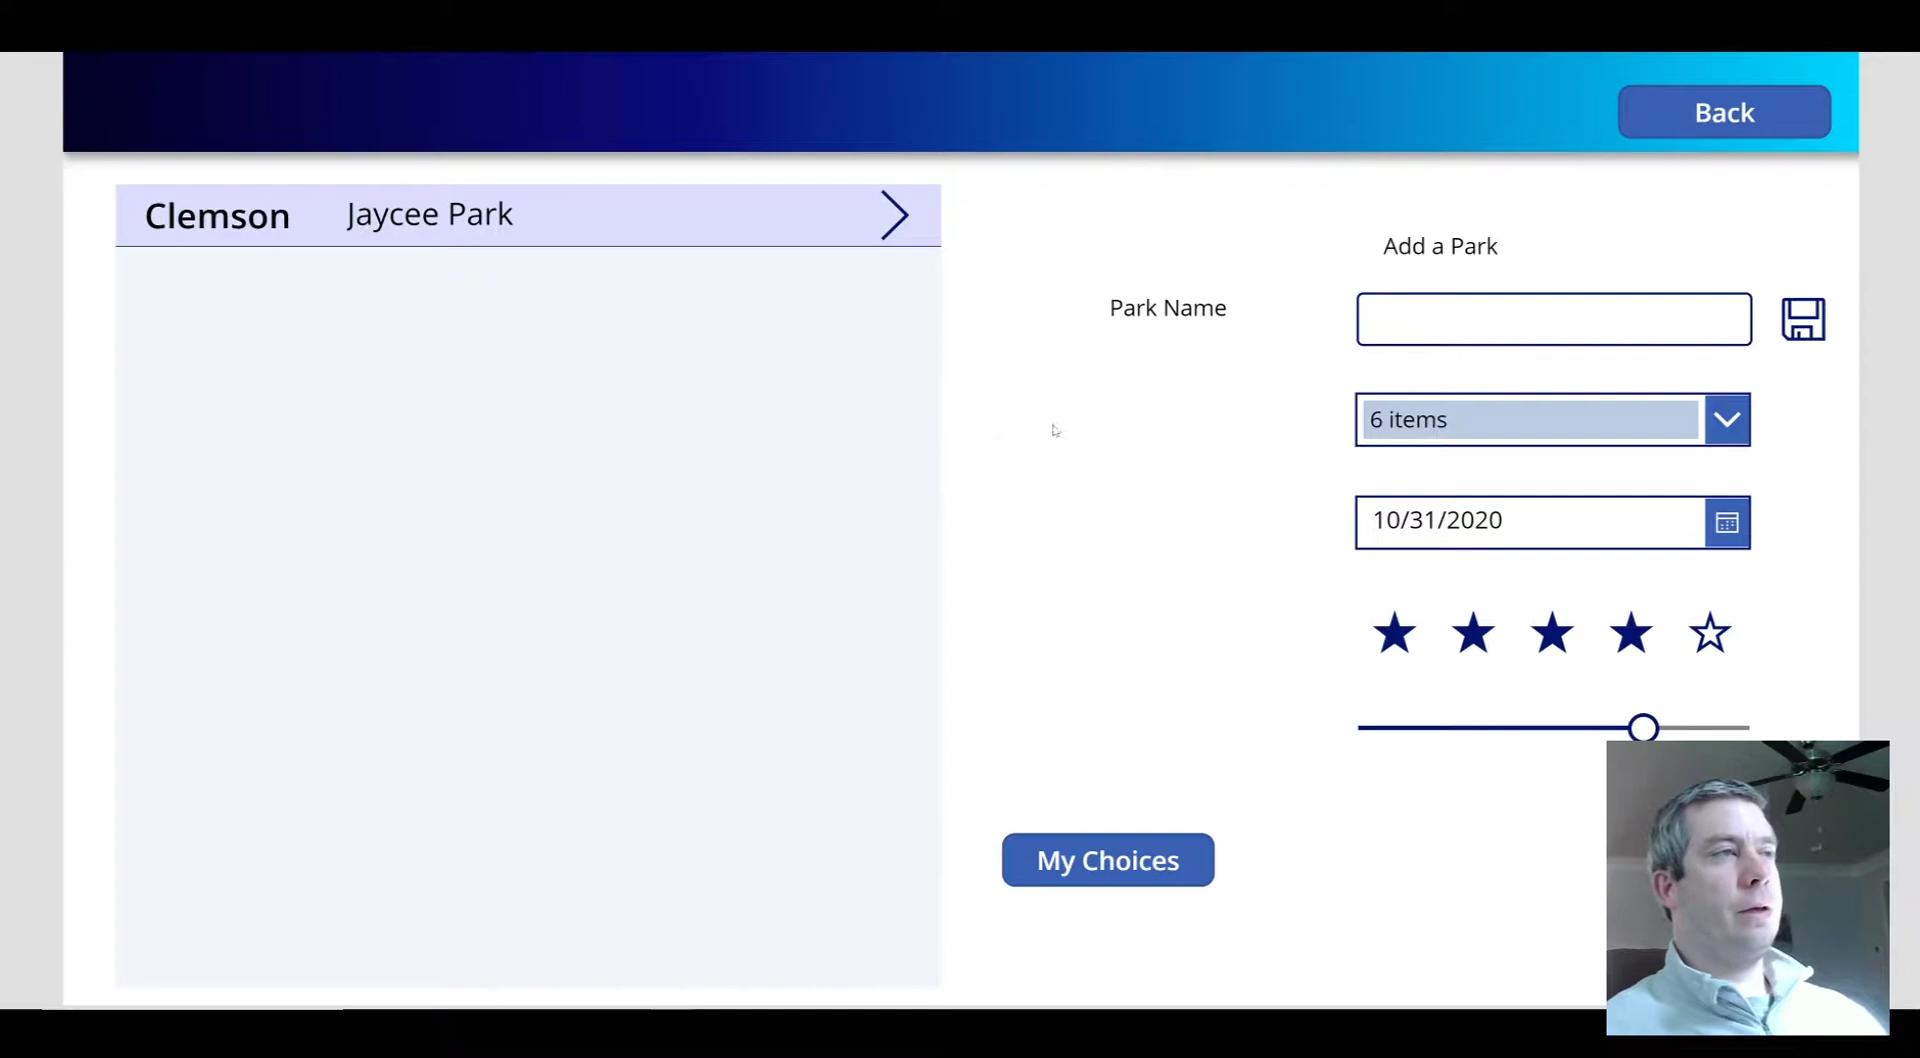 Back
Clemson Jaycee Park
Add a Park
Park Name
6 items
10/31/2020
My Choices